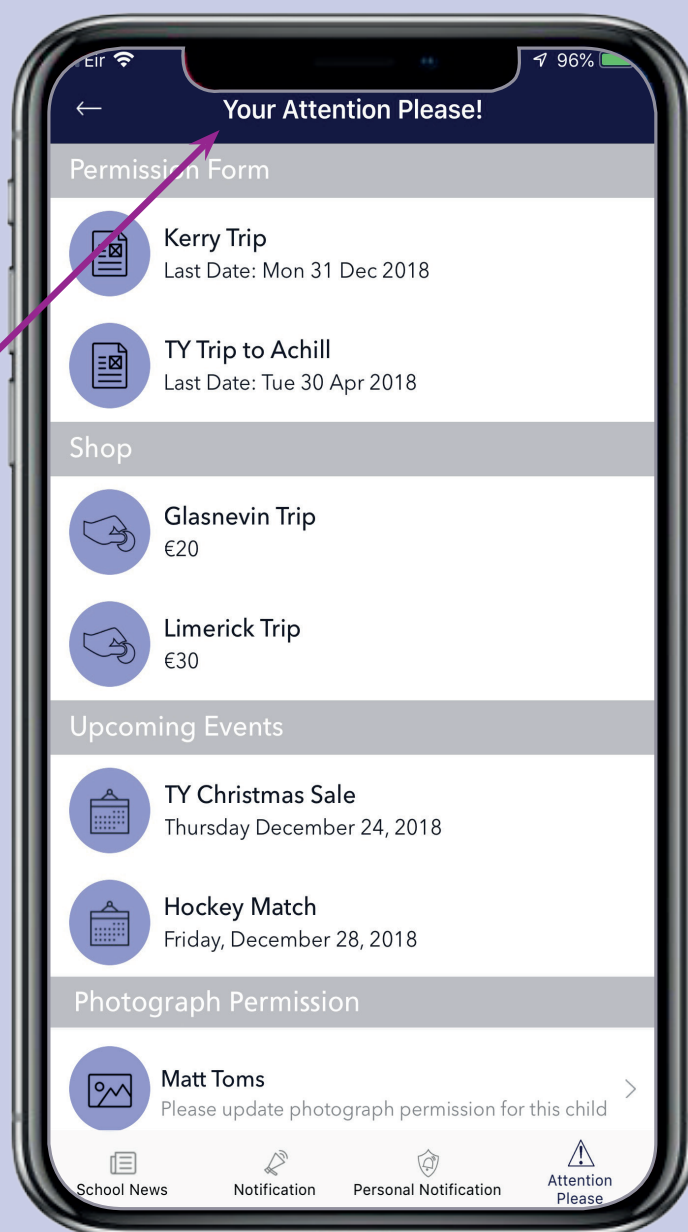 Eir 96%
Your Attention Please!
Permission Form
Kerry Trip
Last Date: Mon 31 Dec 2018
TY Trip to Achill
Last Date: Tue 30 Apr 2018
Shop
Glasnevin Trip
€20
Limerick Trip
€30
Upcoming Events
TY Christmas Sale
Thursday December 24, 2018
Hockey Match
Friday, December 28, 2018
Photograph Permission
Matt Toms
Please update photograph permission for this child
School News Notification Personal Notification Attention
Please